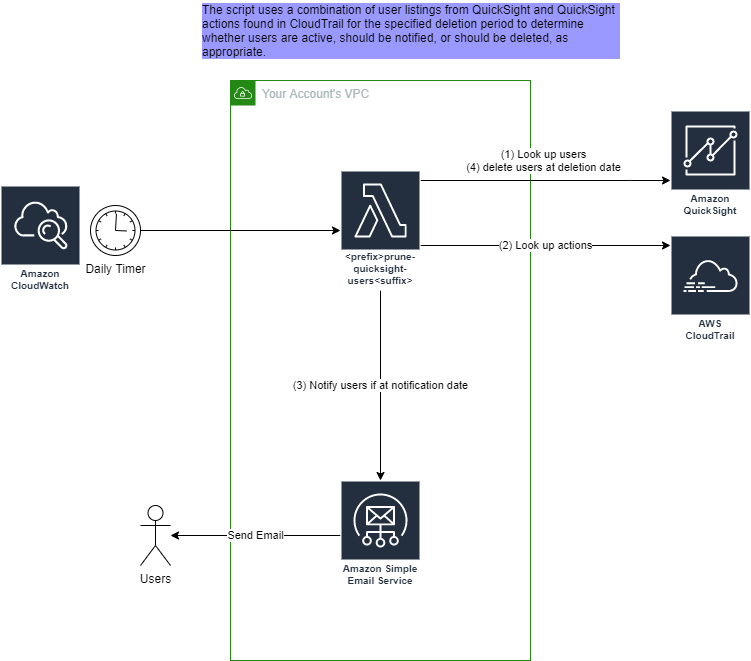 The script uses a combination of user listings from QuickSight and QuickSight
actions found in CloudTrail for the specified deletion period to determine
whether users are active, should be notified, or should be deleted, as
appropriate.
Your Account's VPC
(1) Look up users
(4) delete users at deletion date
Amazon
QuickSight
<prefix>prune-
quicksight-
users<suffix>
(2) Look up actions
Daily Timer
Amazon
CloudWatch
AWS
CloudTrail
(3) Notify users if at notification date
Send Email
Users
Amazon Simple
Email Service